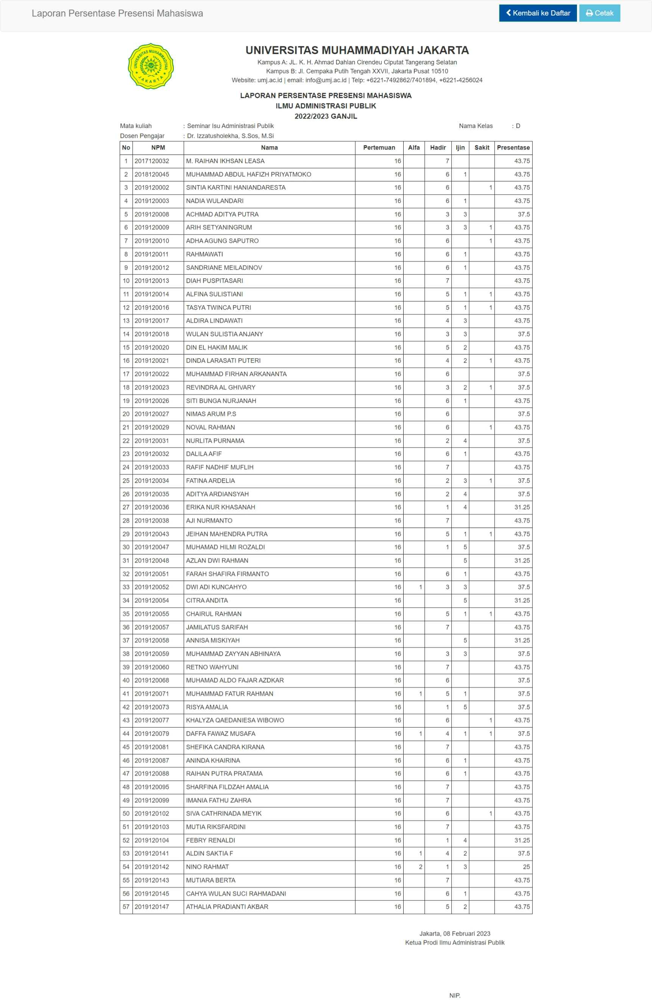 Laporan Persentase Presensi Mahasiswa
Kembali ke Daftar Cetak
UNIVERSITAS MUHAMMADIYAH JAKARTA
UNIVERSITAS MUHAMMADIYAH JAKARTA
Kampus A: JL. K. H. Ahmad Dahlan Cirendeu Ciputat Tangerang Selatan
Kampus B: Jl. Cempaka Putih Tengah XXVII, Jakarta Pusat 10510
Website: umj.ac.id | email: info@umj.ac.id | Telp: +6221-7492862/7401894, +6221-4256024
LAPORAN PERSENTASE PRESENSI MAHASISWA
ILMU ADMINISTRASI PUBLIK
2022/2023 GANJIL
Mata kuliah : Seminar Isu Administrasi Publik Nama Kelas : D
Dosen Pengajar : Dr. Izzatusholekha, S.Sos, M.Si
No NPM Nama Pertemuan Alfa Hadir Ijin Sakit Presentase
1 2017120032 M. RAIHAN IKHSAN LEASA 16 7 43.75
2 2018120045 MUHAMMAD ABDUL HAFIZH PRIYATMOKO 16 6 1 43.75
3 2019120002 SINTIA KARTINI HANIANDARESTA 16 6 1 43.75
4 2019120003 NADIA WULANDARI 16 6 1 43.75
5 2019120008 ACHMAD ADITYA PUTRA 16 3 3 37.5
6 2019120009 ARIH SETYANINGRUM 16 3 3 1 43.75
7 2019120010 ADHA AGUNG SAPUTRO 16 6 1 43.75
8 2019120011 RAHMAWATI 16 6 1 43.75
9 2019120012 SANDRIANE MEILADINOV 16 6 1 43.75
10 2019120013 DIAH PUSPITASARI 16 7 43.75
11 2019120014 ALFINA SULISTIANI 16 5 1 1 43.75
12 2019120016 TASYA TWINCA PUTRI 16 5 1 1 43.75
13 2019120017 ALDIRA LINDAWATI 16 4 3 43.75
14 2019120018 WULAN SULISTIA ANJANY 16 3 3 37.5
15 2019120020 DIN EL HAKIM MALIK 16 5 2 43.75
16 2019120021 DINDA LARASATI PUTERI 16 4 2 1 43.75
17 2019120022 MUHAMMAD FIRHAN ARKANANTA 16 6 37.5
18 2019120023 REVINDRA AL GHIVARY 16 3 2 1 37.5
19 2019120026 SITI BUNGA NURJANAH 16 6 1 43.75
20 2019120027 NIMAS ARUM P.S 16 6 37.5
21 2019120029 NOVAL RAHMAN 16 6 1 43.75
22 2019120031 NURLITA PURNAMA 16 2 4 37.5
23 2019120032 DALILA AFIF 16 6 1 43.75
24 2019120033 RAFIF NADHIF MUFLIH 16 7 43.75
25 2019120034 FATINA ARDELIA 16 2 3 1 37.5
26 2019120035 ADITYA ARDIANSYAH 16 2 4 37.5
27 2019120036 ERIKA NUR KHASANAH 16 1 4 31.25
28 2019120038 AJI NURMANTO 16 7 43.75
29 2019120043 JEIHAN MAHENDRA PUTRA 16 5 1 1 43.75
30 2019120047 MUHAMAD HILMI ROZALDI 16 1 5 37.5
31 2019120048 AZLAN DWI RAHMAN 16 5 31.25
32 2019120051 FARAH SHAFIRA FIRMANTO 16 6 1 43.75
33 2019120052 DWI ADI KUNCAHYO 16 1 3 3 37.5
34 2019120054 CITRA ANDITA 16 5 31.25
35 2019120055 CHAIRUL RAHMAN 16 5 1 1 43.75
36 2019120057 JAMILATUS SARIFAH 16 7 43.75
37 2019120058 ANNISA MISKIYAH 16 5 31.25
38 2019120059 MUHAMMAD ZAYYAN ABHINAYA 16 3 3 37.5
39 2019120060 RETNO WAHYUNI 16 7 43.75
40 2019120068 MUHAMAD ALDO FAJAR AZDKAR 16 6 37.5
41 2019120071 MUHAMMAD FATUR RAHMAN 16 1 5 1 37.5
42 2019120073 RISYA AMALIA 16 1 5 37.5
43 2019120077 KHALYZA QAEDANIESA WIBOWO 16 6 1 43.75
44 2019120079 DAFFA FAWAZ MUSAFA 16 1 4 1 1 37.5
45 2019120081 SHEFIKA CANDRA KIRANA 16 7 43.75
46 2019120087 ANINDA KHAIRINA 16 6 1 43.75
47 2019120088 RAIHAN PUTRA PRATAMA 16 6 1 43.75
48 2019120095 SHARFINA FILDZAH AMALIA 16 7 43.75
49 2019120099 IMANIA FATHU ZAHRA 16 7 43.75
50 2019120102 SIVA CATHRINADA MEYIK 16 6 1 43.75
51 2019120103 MUTIA RIKSFARDINI 16 7 43.75
52 2019120104 FEBRY RENALDI 16 1 4 31.25
53 2019120141 ALDIN SAKTIA F 16 1 4 2 37.5
54 2019120142 NINO RAHMAT 16 2 1 3 25
55 2019120143 MUTIARA BERTA 16 7 43.75
56 2019120145 CAHYA WULAN SUCI RAHMADANI 16 6 1 43.75
57 2019120147 ATHALIA PRADIANTI AKBAR 16 5 2 43.75
Jakarta, 08 Februari 2023
Ketua Prodi Ilmu Administrasi Publik
NIP.